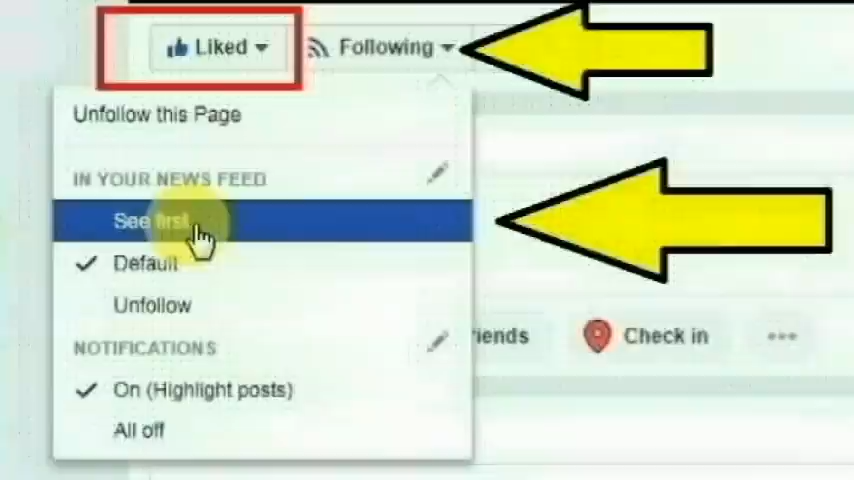 Liked
Following
Unfollow this Page
IN YOUR NEWS FEED
See first
Default
Unfollow
NOTIFICATIONS
riends
Check in
On (Highlight posts)
All off